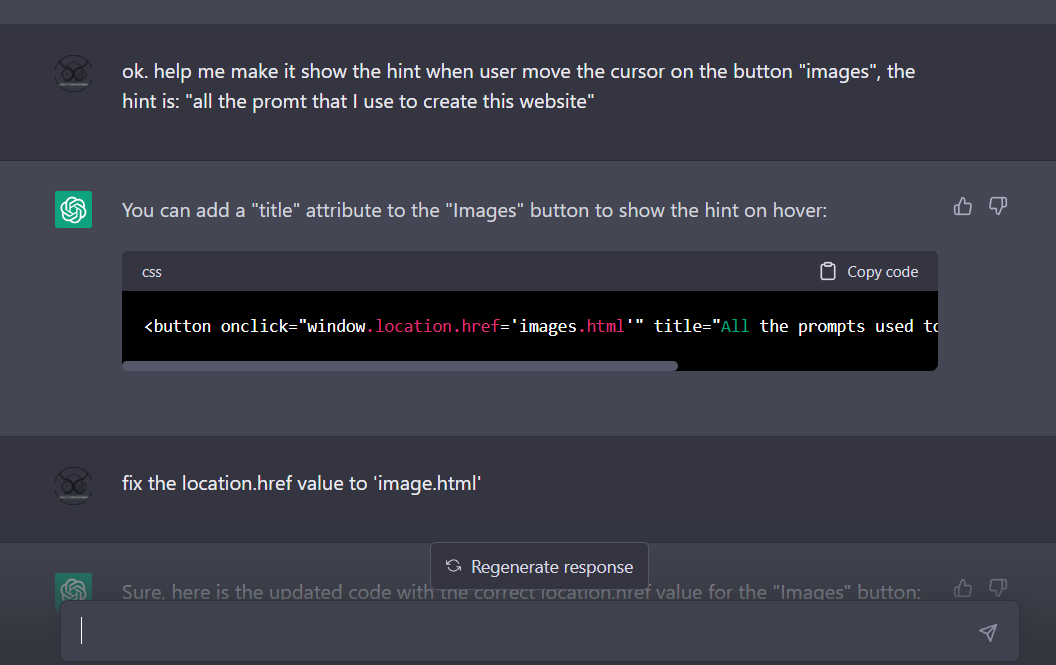 ok. help me make it show the hint when user move the cursor on the button "images", the
hint is: "all the promt that I use to create this website"
You can add a "title" attribute to the "Images" button to show the hint on hover:
css
Copy code
<button onclick="window.location.href='images.html'" title="All the prompts used to
fix the location.href value to 'image.html'
Regenerate response
Sure, here is the updated code with the correct location.href value for the "Images" button: